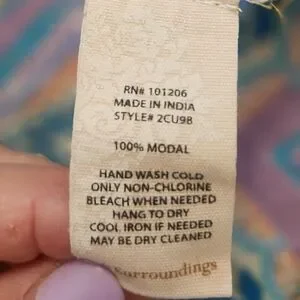 RN# 101206
MADE IN INDIA
STYLE# 2CU9B
100% MODAL
HAND WASH COLD
ONLY NON-CHLORINE
BLEACH WHEN NEEDED
HANG TO DRY
COOL IRON IF NEEDED
MAY BE DRY CLEANED
surroundings